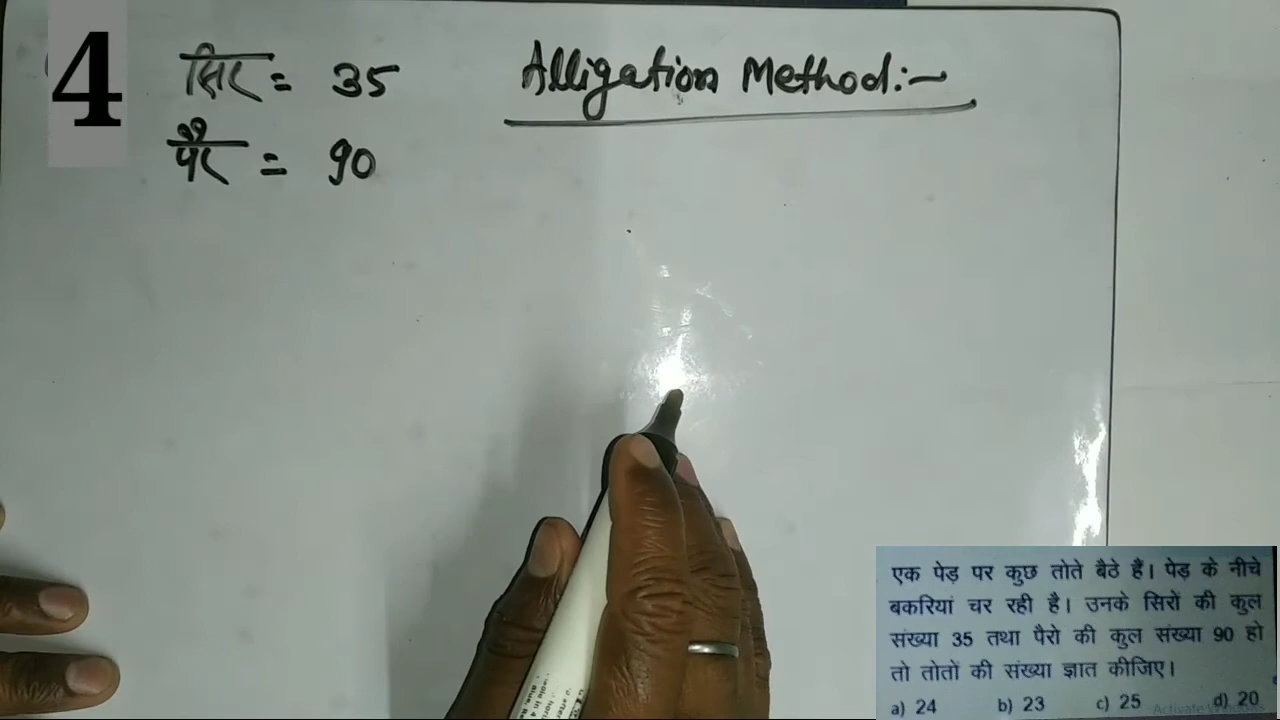 4
सिर = 35
Alligation Method:-
पैर = 90
एक पेड़ पर कुछ तोते बैठे हैं। पेड़ के नीचे
बकरियां चर रही है। उनके सिरों की कुल
संख्या 35 तथा पैरो की कुल संख्या 90 हो
तो तोतों की संख्या ज्ञात कीजिए।
a) 24 b) 23 c) 25 d) 20